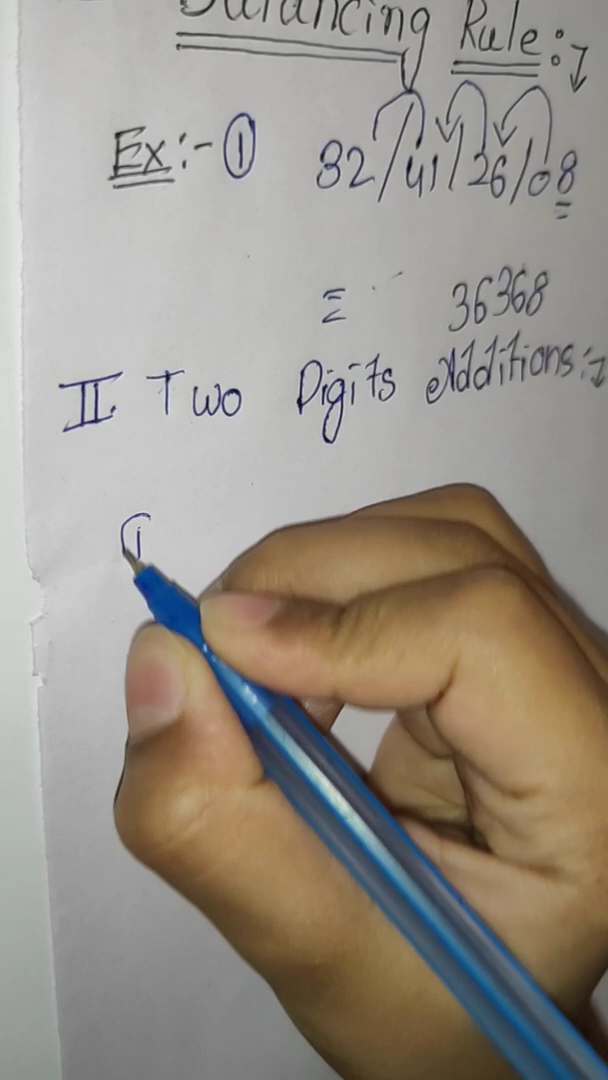 Balancing Rule :
Ex :- ① 32/41/26/08
= 36368
II. Two Digits Additions :